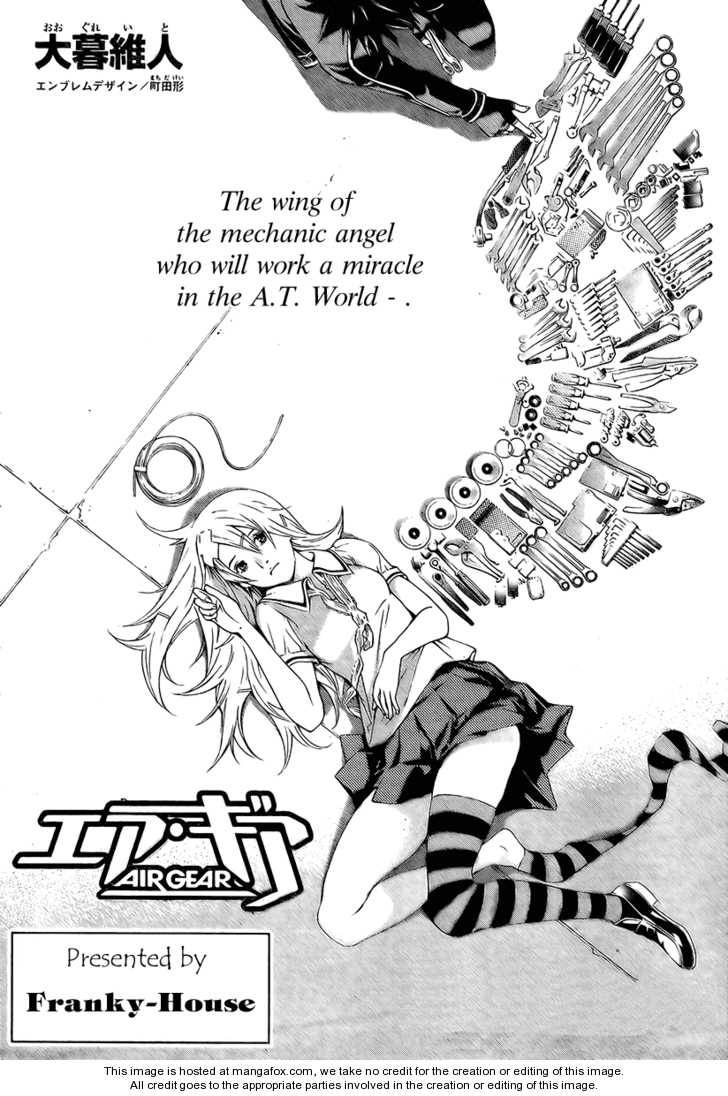 おおぐれいと
大暮維人
まちだけい
エンブレムデザイン／町田形
The wing of
the mechanic angel
who will work a miracle
in the A.T. World - .
エア・ギア
AIR GEAR
Presented by
Franky-House
This image is hosted at mangafox.com, we take no credit for the creation or editing of this image.
All credit goes to the appropriate parties involved in the creation or editing of this image.